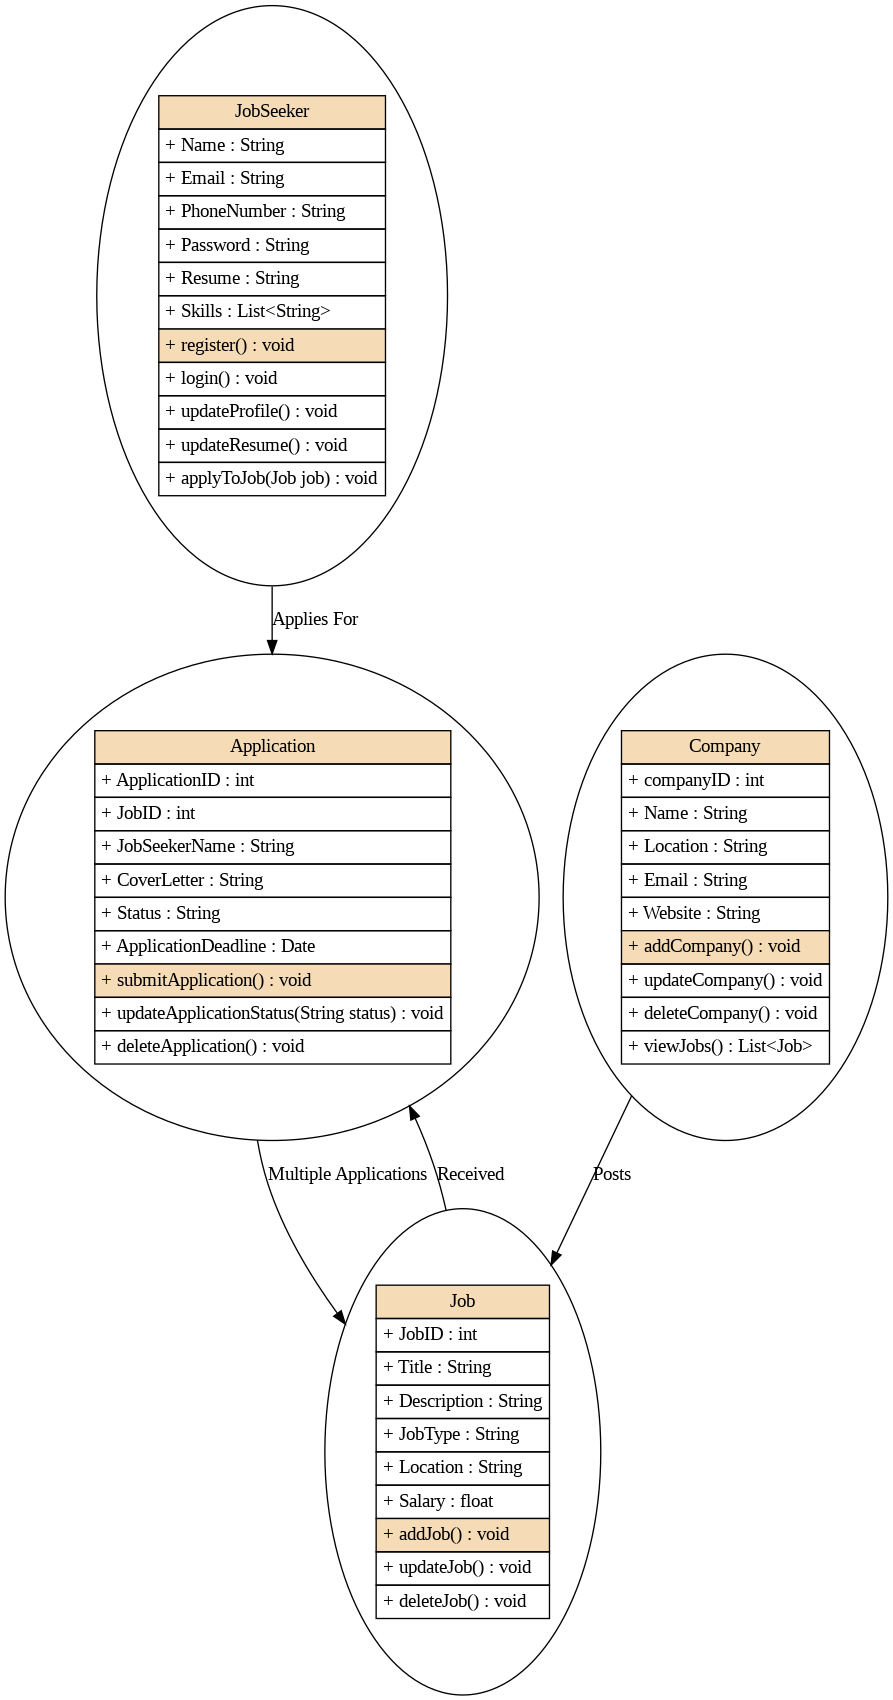 JobSeeker
+ Name : String
+ Email : String
+ PhoneNumber : String
+ Password : String
+ Resume : String
+ Skills : List<String>
+ register() : void
+ login() : void
+ updateProfile() : void
+ updateResume() : void
+ applyToJob(Job job) : void
Applies For
Application
+ ApplicationID : int
+ JobID : int
+ JobSeekerName : String
+ CoverLetter : String
+ Status : String
+ ApplicationDeadline : Date
+ submitApplication() : void
+ updateApplicationStatus(String status) : void
+ deleteApplication() : void
Company
+ companyID : int
+ Name : String
+ Location : String
+ Email : String
+ Website : String
+ addCompany() : void
+ updateCompany() : void
+ deleteCompany() : void
+ viewJobs() : List<Job>
Multiple Applications
Received
Posts
Job
+ JobID : int
+ Title : String
+ Description : String
+ JobType : String
+ Location : String
+ Salary : float
+ addJob() : void
+ updateJob() : void
+ deleteJob() : void